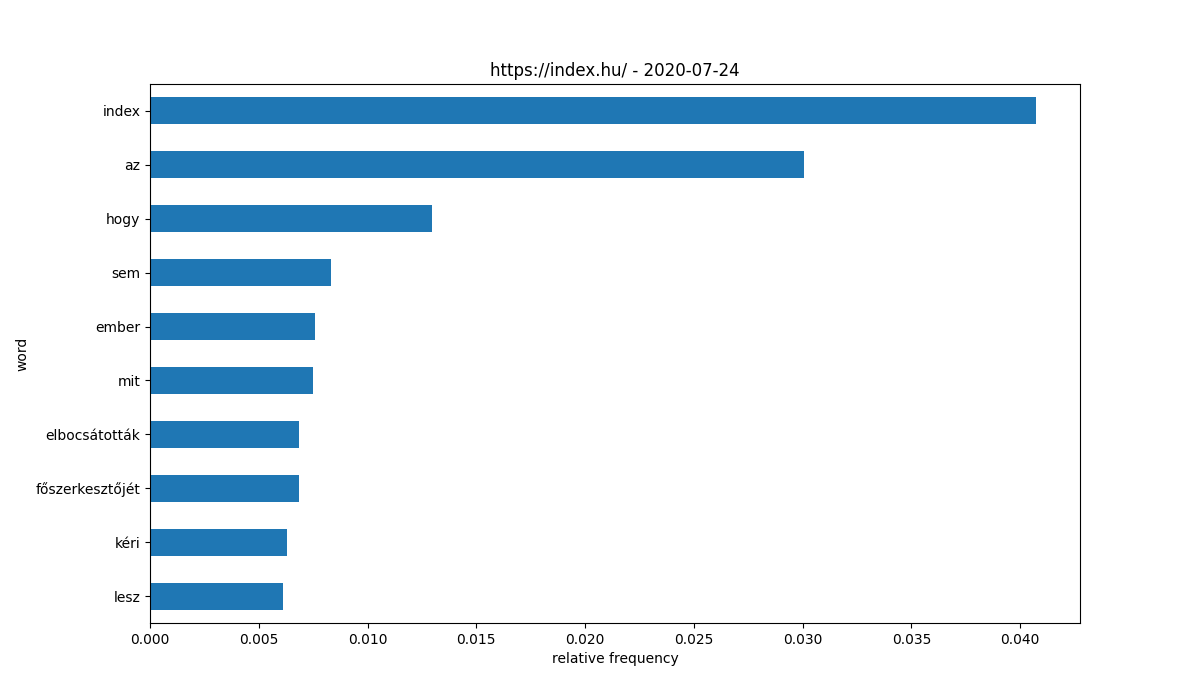 https://index.hu/ - 2020-07-24
word
index
az
hogy
sem
ember
mit
elbocsátották
főszerkesztőjét
kéri
lesz
0.000 0.005 0.010 0.015 0.020 0.025 0.030 0.035 0.040
relative frequency